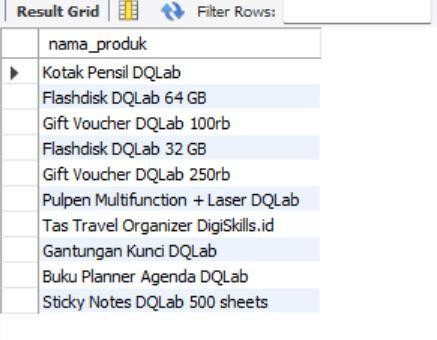 Result Grid Filter Rows:
nama_produk
Kotak Pensil DQLab
Flashdisk DQLab 64 GB
Gift Voucher DQLab 100rb
Flashdisk DQLab 32 GB
Gift Voucher DQLab 250rb
Pulpen Multifunction + Laser DQLab
Tas Travel Organizer DigiSkills.id
Gantungan Kunci DQLab
Buku Planner Agenda DQLab
Sticky Notes DQLab 500 sheets